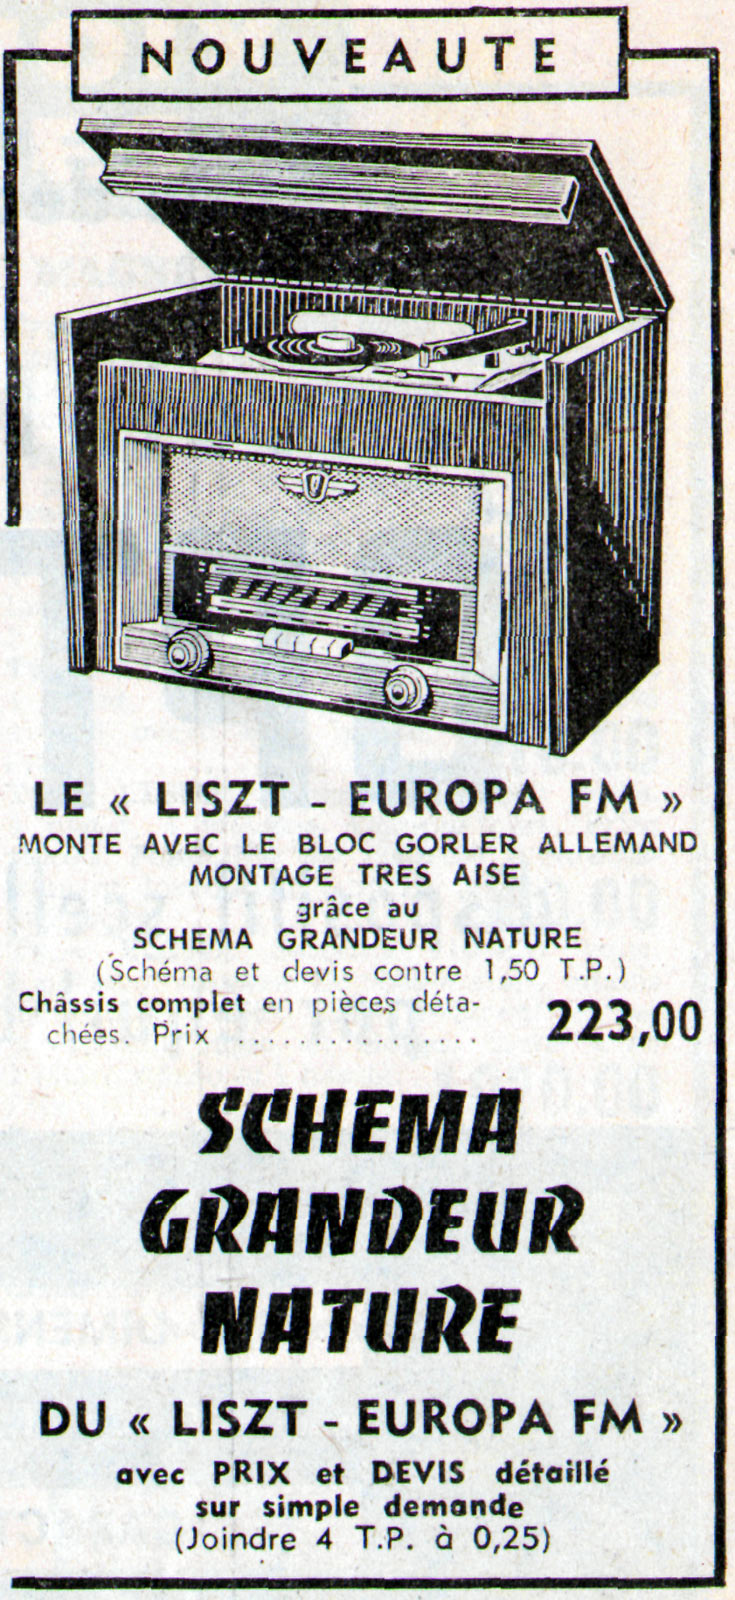 NOUVEAUTE
LE « LISZT - EUROPA FM »
MONTE AVEC LE BLOC GORLER ALLEMAND
MONTAGE TRES AISE
grâce au
SCHEMA GRANDEUR NATURE
(Schéma et devis contre 1,50 T.P.)
Châssis complet en pièces déta-
chées. Prix ................. 223,00
SCHEMA
GRANDEUR
NATURE
DU « LISZT - EUROPA FM »
avec PRIX et DEVIS détaillé
sur simple demande
(Joindre 4 T.P. à 0,25)